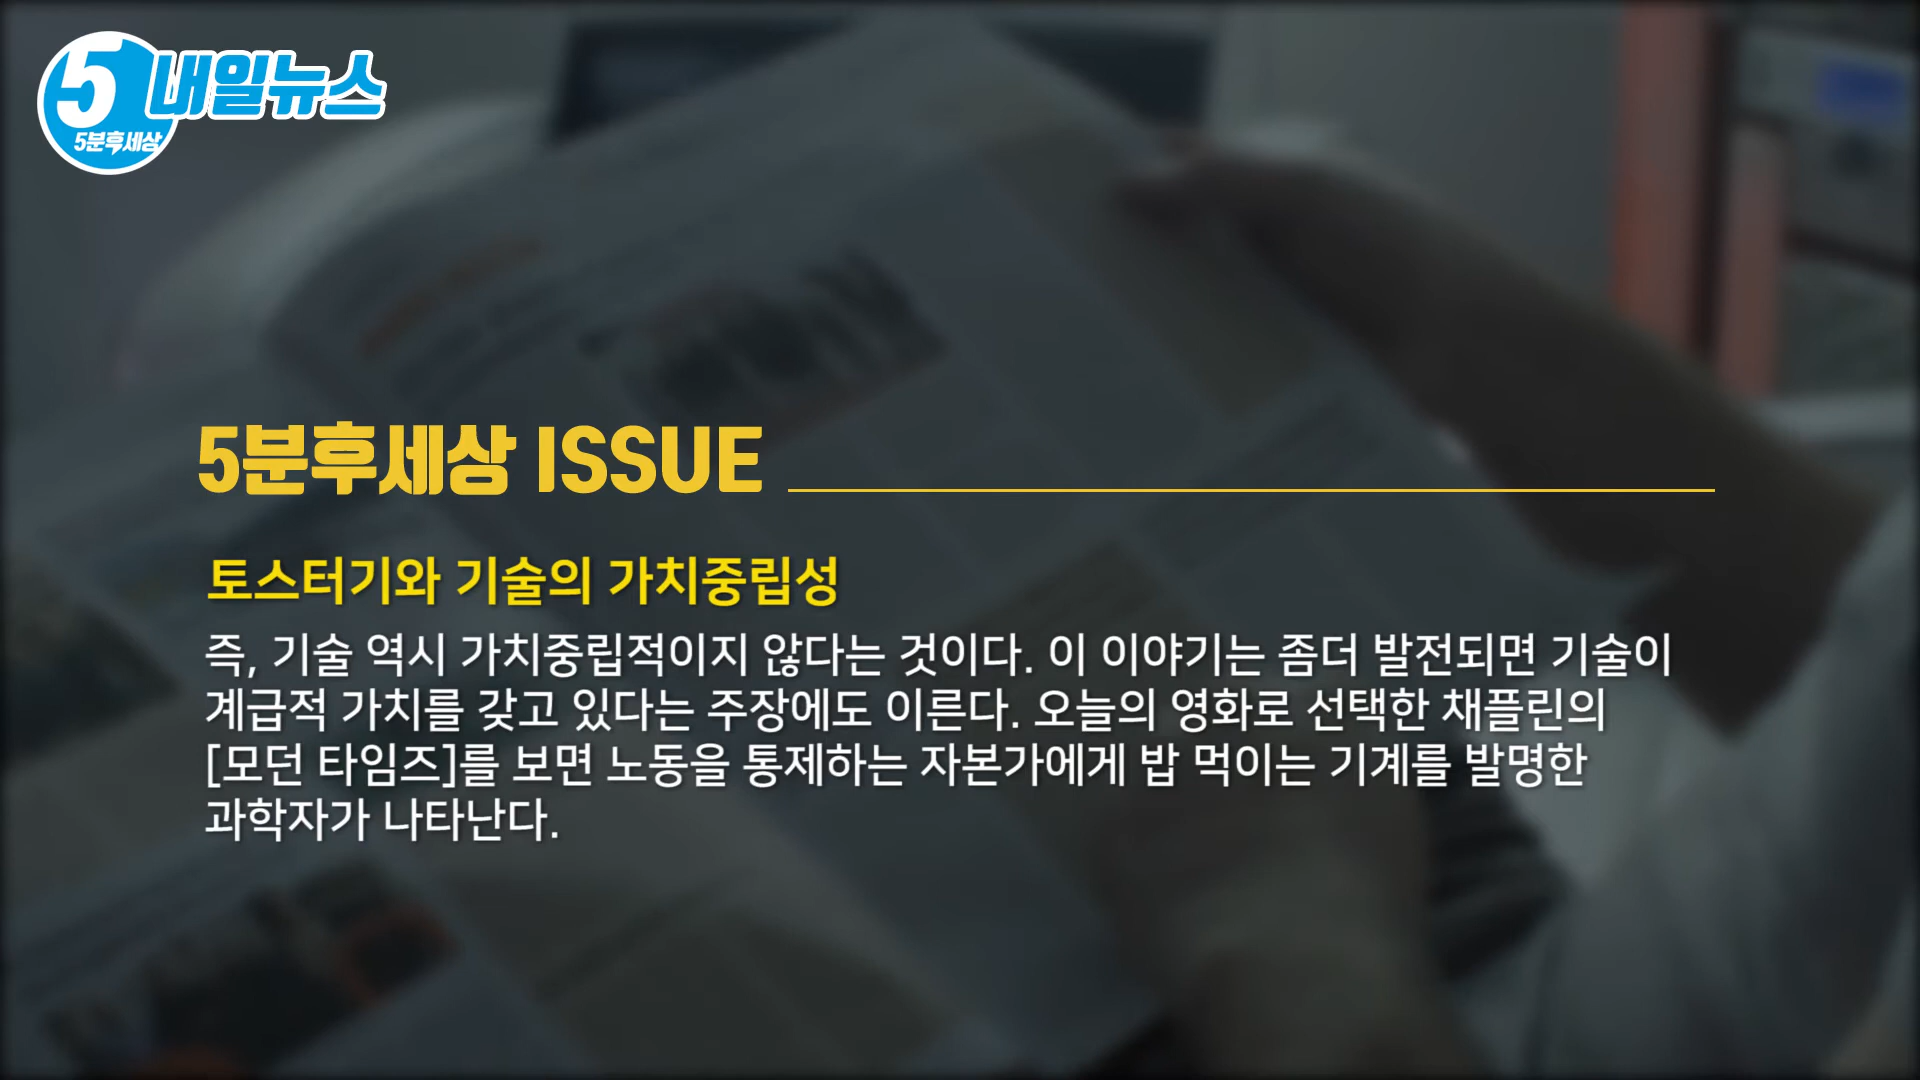 5 내일뉴스
5분후세상
5분후세상 ISSUE
토스터기와 기술의 가치중립성
즉, 기술 역시 가치중립적이지 않다는 것이다. 이 이야기는 좀더 발전되면 기술이
계급적 가치를 갖고 있다는 주장에도 이른다. 오늘의 영화로 선택한 채플린의
[모던 타임즈]를 보면 노동을 통제하는 자본가에게 밥 먹이는 기계를 발명한
과학자가 나타난다.